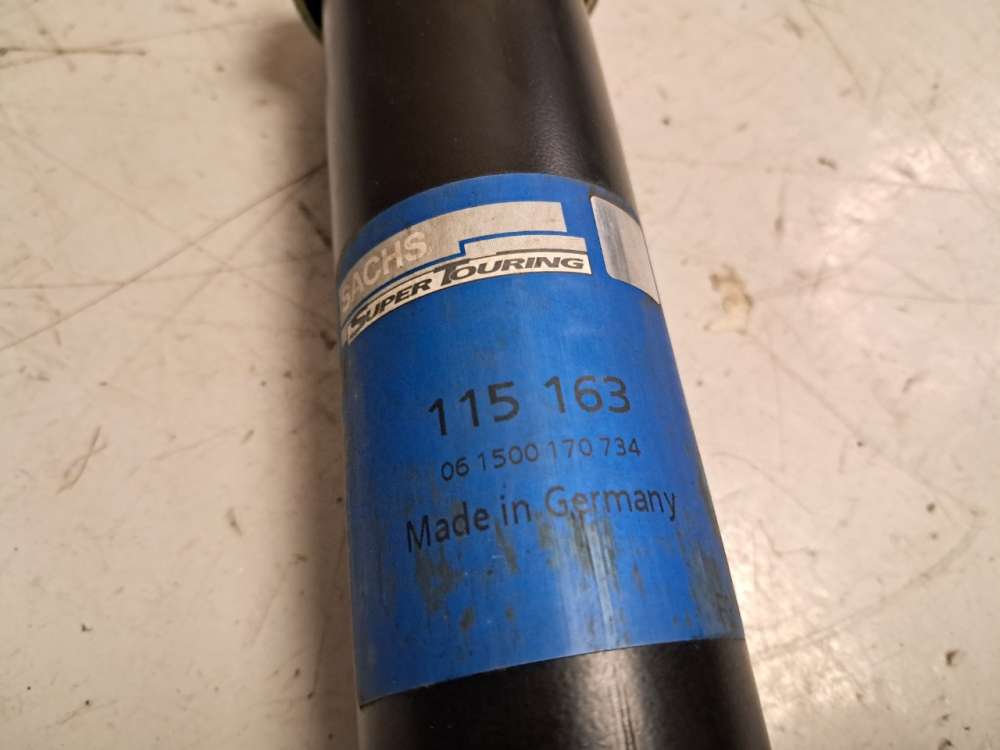 SACHS
SUPER TOURING
115 163
06 1500 170 734
Made in Germany